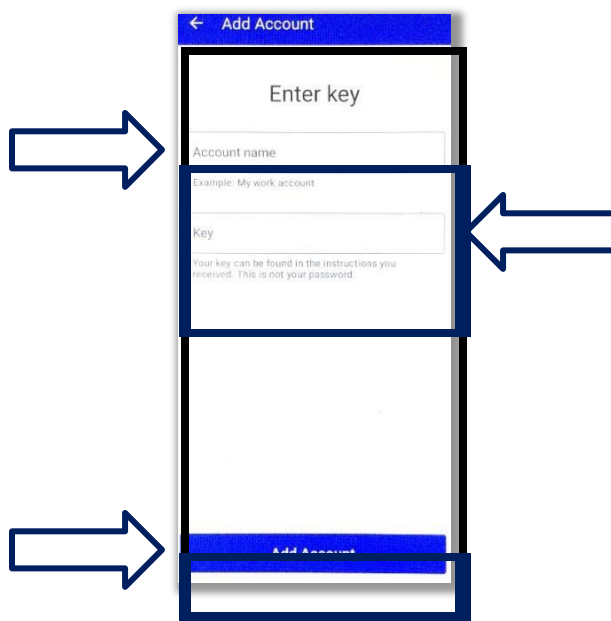 ← Add Account
Enter key
Account name
Example: My work account
Key
Your key can be found in the instructions you
received. This is not your password.
Add Account